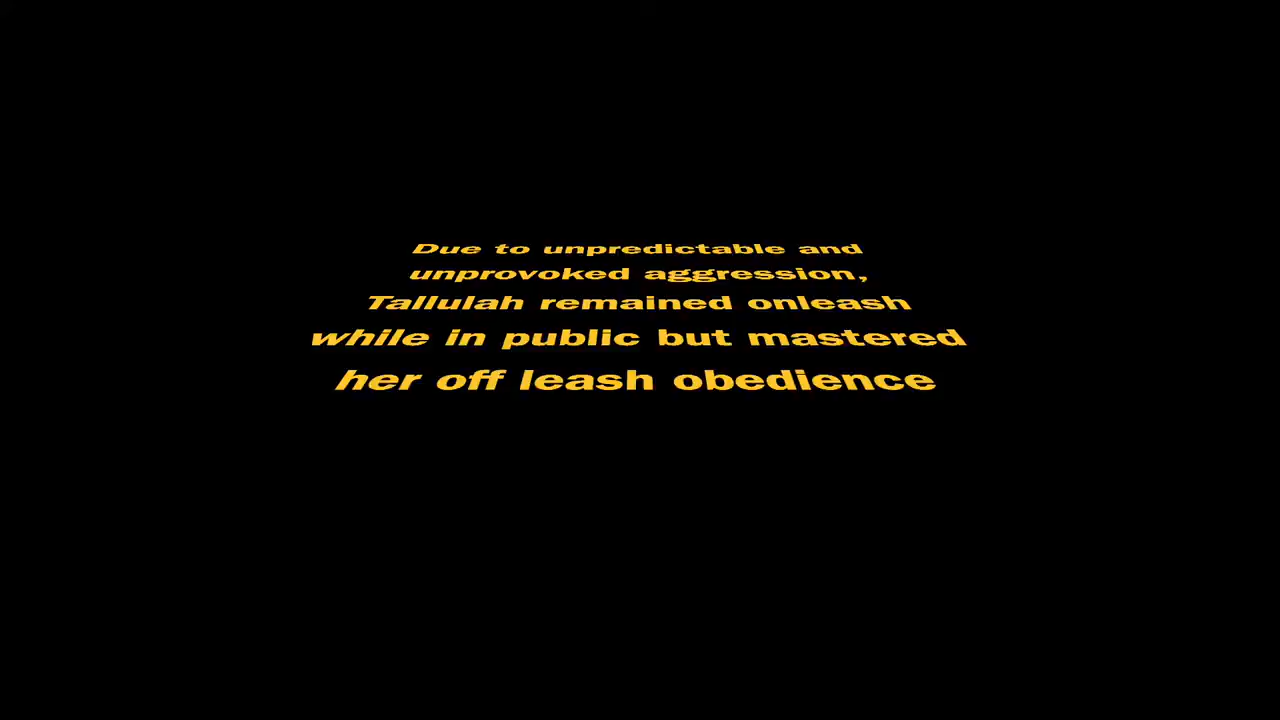 Due to unpredictable and
unprovoked aggression,
Tallulah remained onleash
while in public but mastered
her off leash obedience